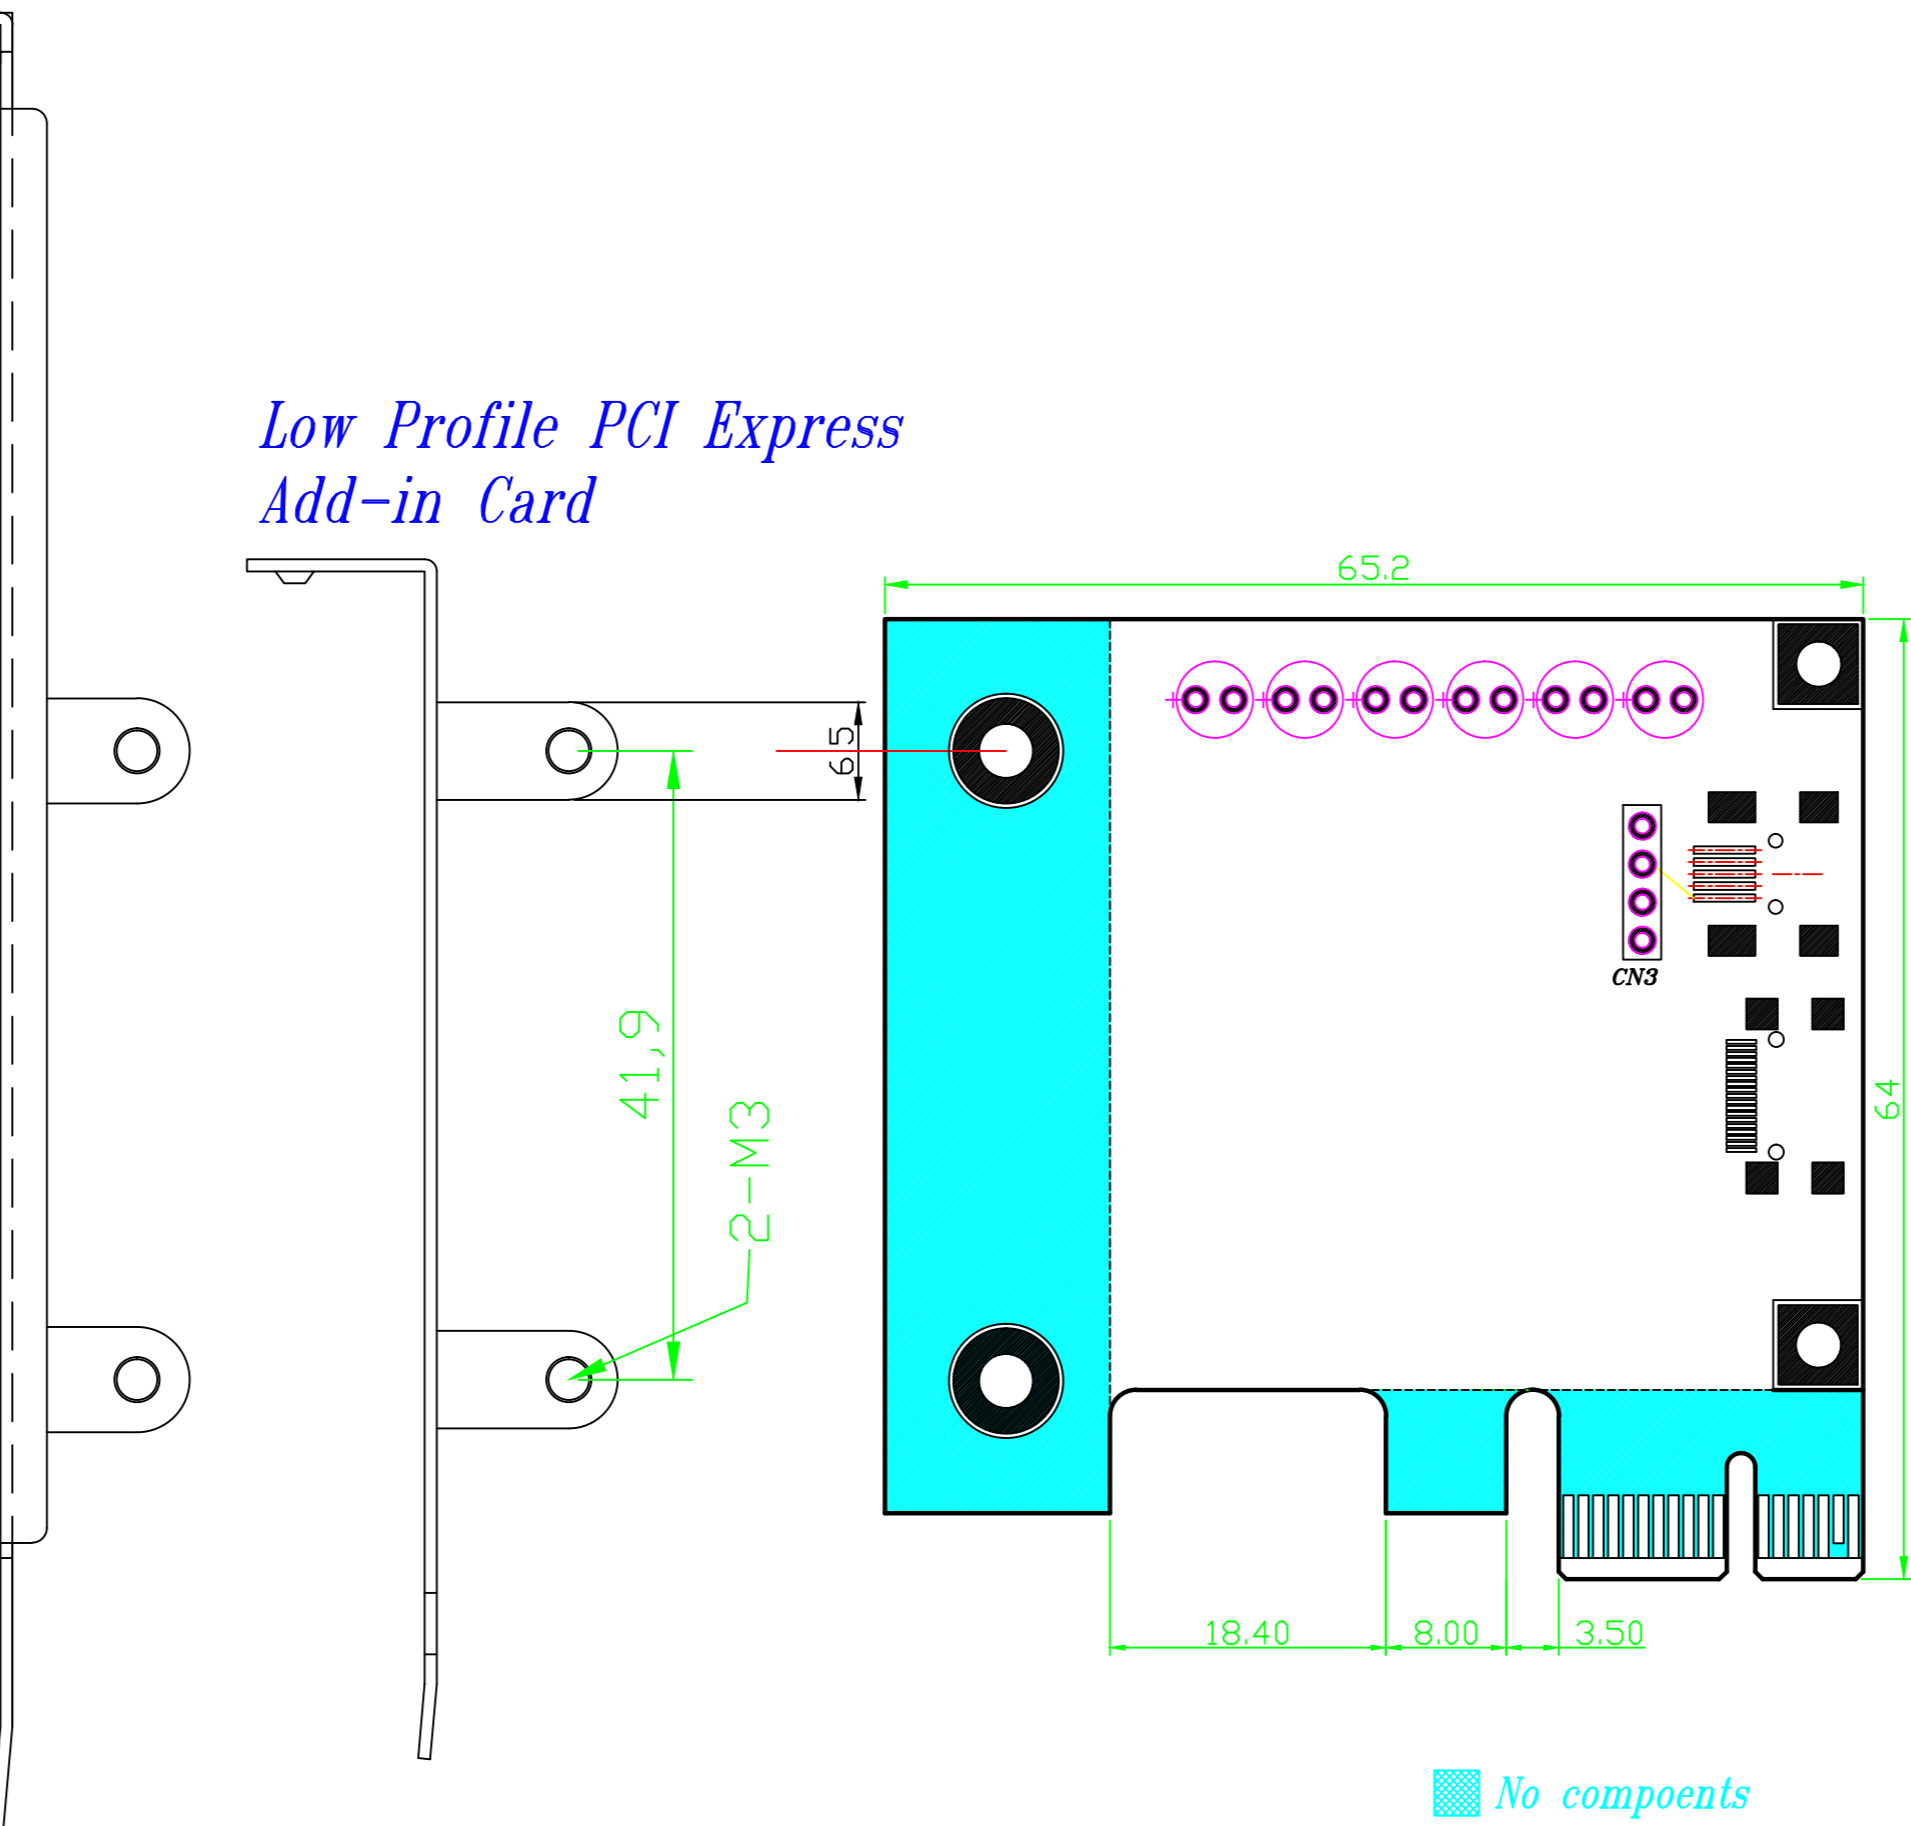 Low Profile PCI Express
Add-in Card
65.2
6.5
41,9
2-M3
CN3
64
18.40
8.00
3.50
No compoents